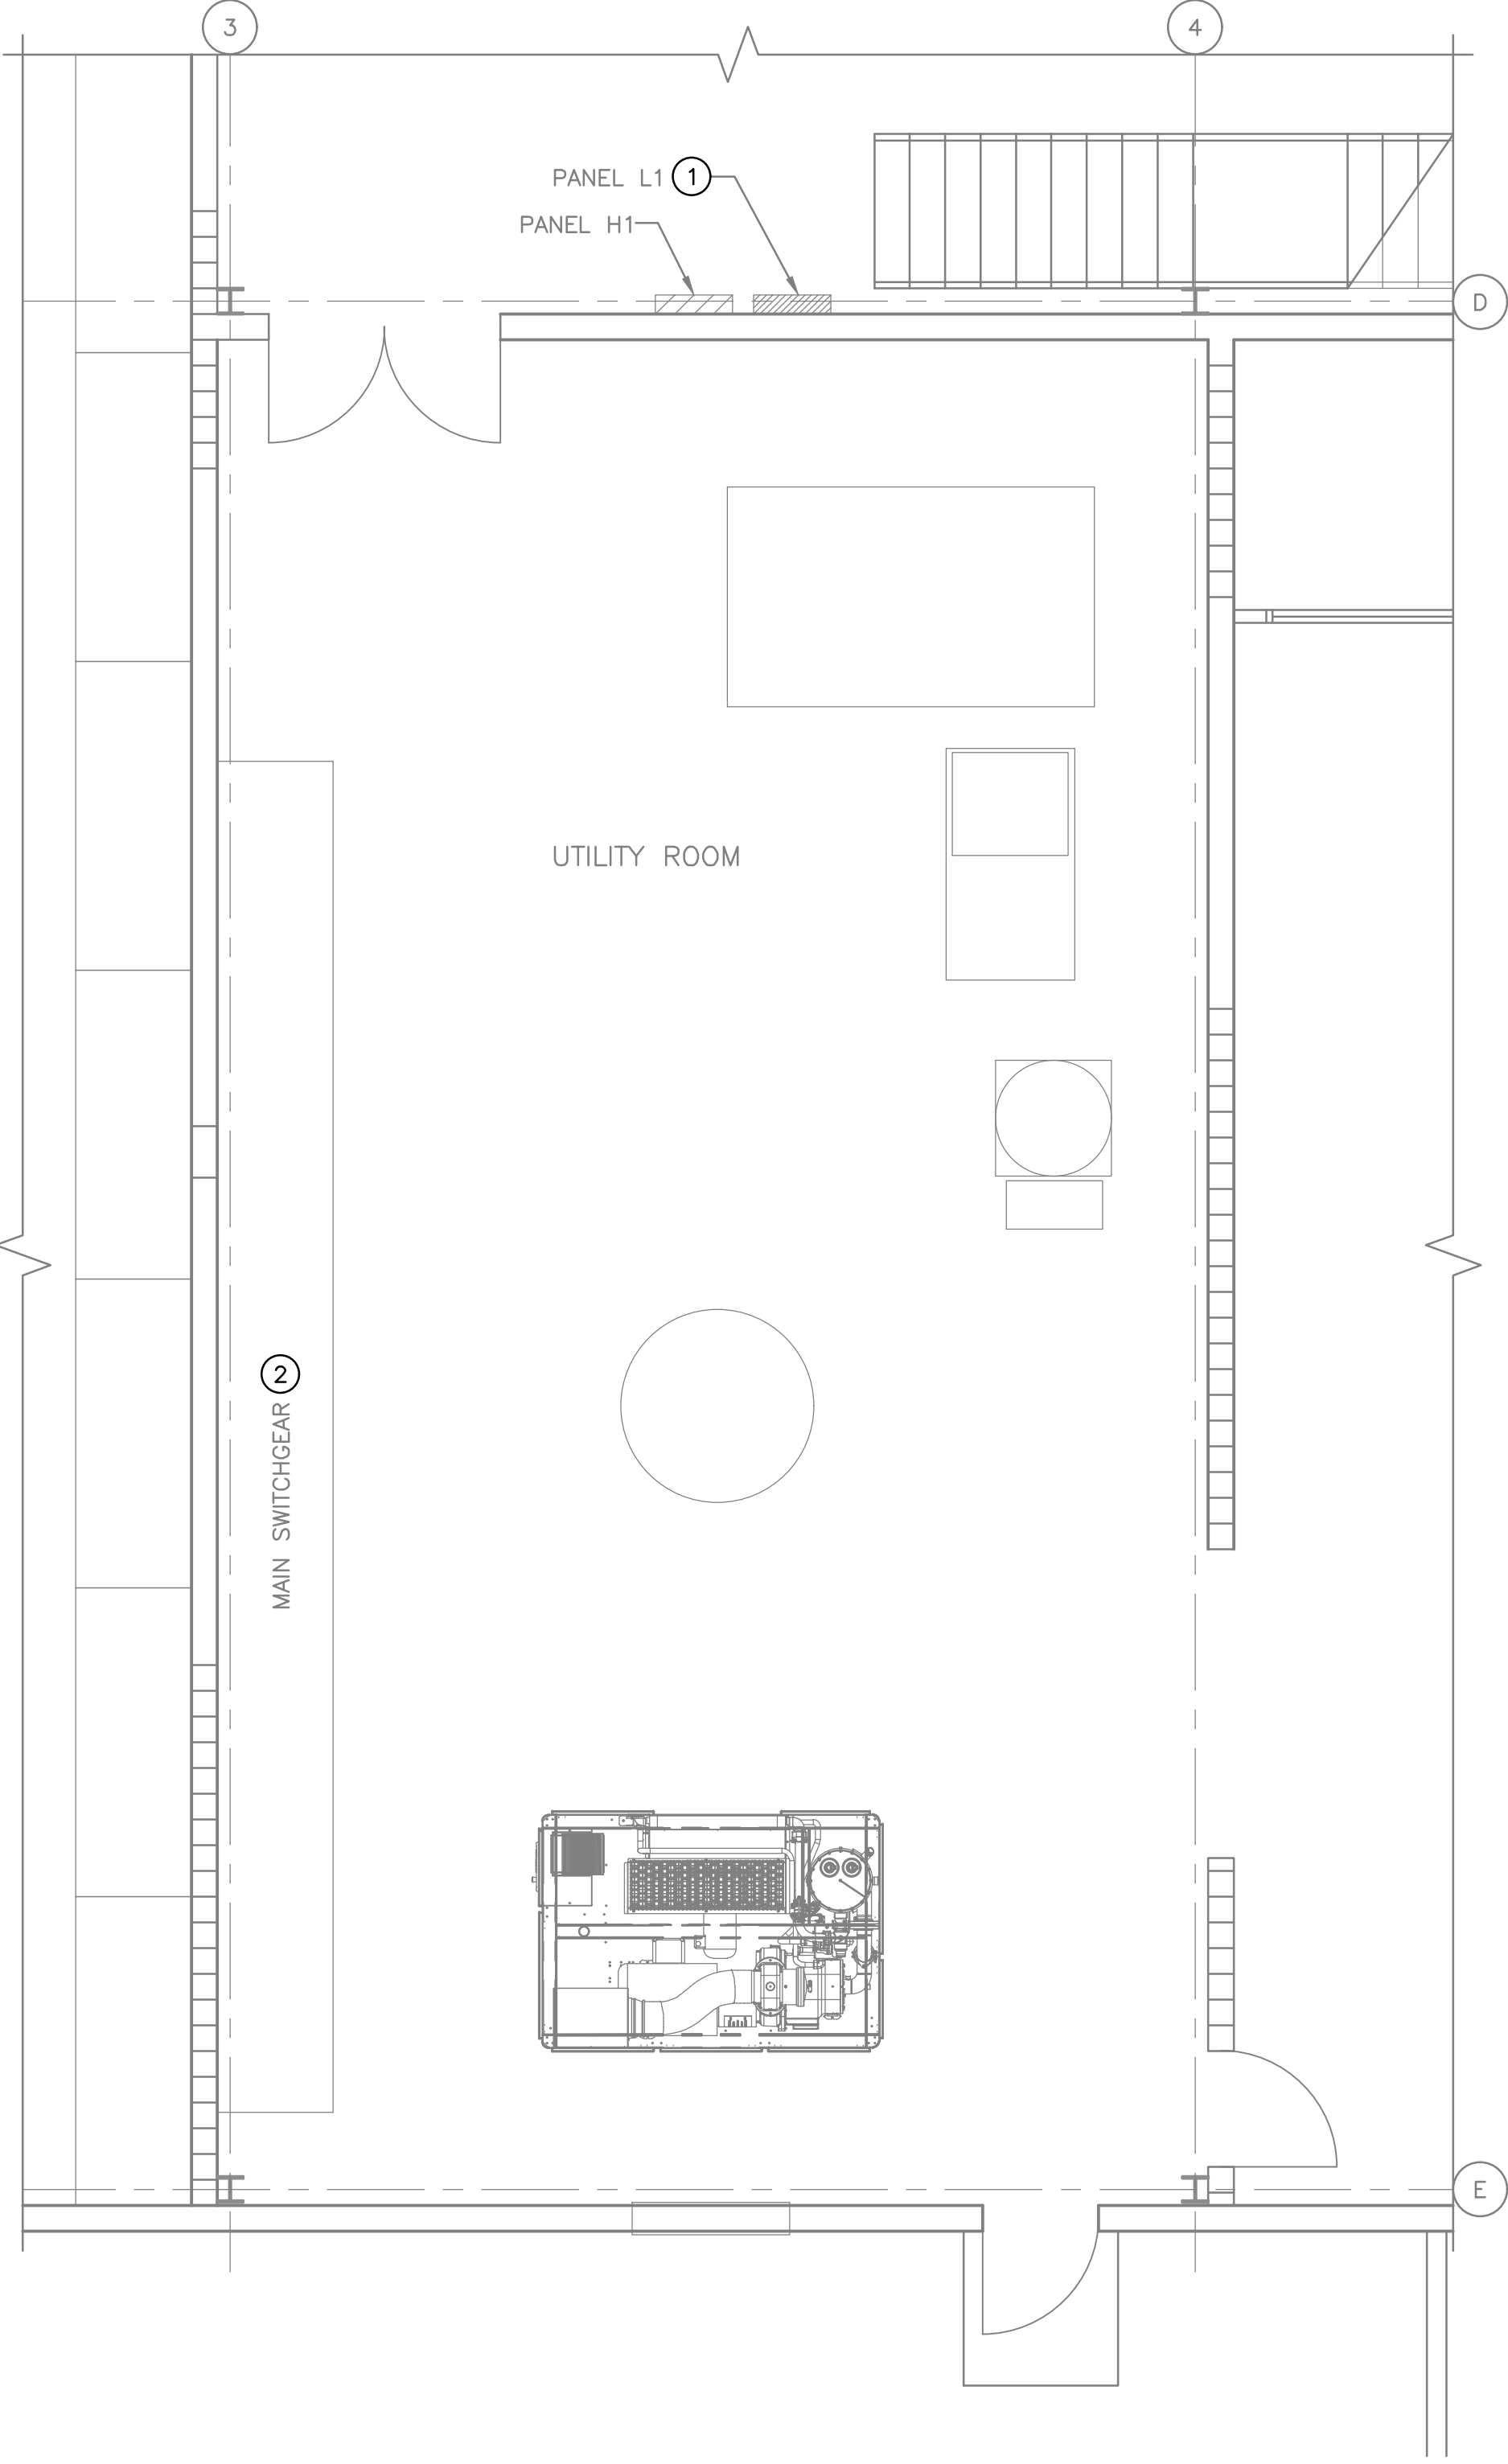 3
4
PANEL L1 1
PANEL H1
D
UTILITY ROOM
MAIN SWITCHGEAR 2
E